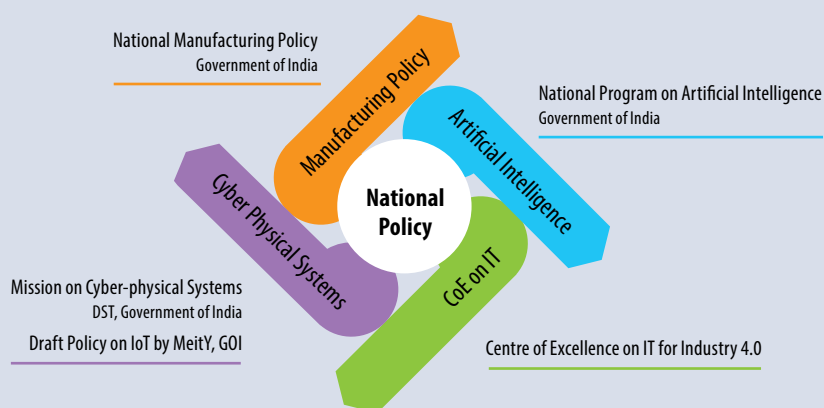 National Manufacturing Policy
Government of India
Manufacturing Policy
National Program on Artificial Intelligence
Government of India
Artificial Intelligence
National
Policy
Cyber Physical Systems
CoE on IT
Mission on Cyber-physical Systems
DST, Government of India
Draft Policy on IoT by MeitY, GOI
Centre of Excellence on IT for Industry 4.0